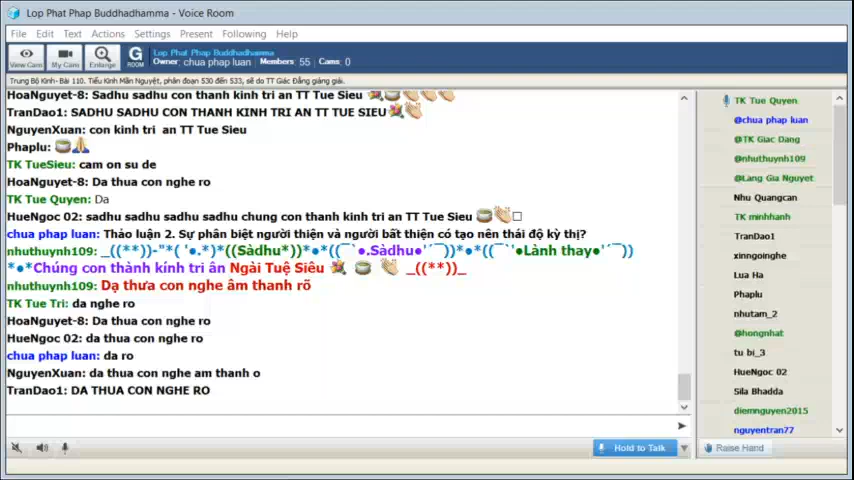 Lop Phat Phap Buddhadhamma - Voice Room
File Edit Text Actions Settings Present Following Help
View Cam My Cam Enlarge G ROOM
Lop Phat Phap Buddhadhamma
Owner: chua phap luan : Members: 55 Cams: 0
Trung Bộ Kinh- Bài 110. Tiểu Kinh Mãn Nguyệt, phân đoạn 530 đến 533, sẽ do TT Giác Đẳng giảng giải.
HoaNguyet-8: Sadhu sadhu con thanh kinh tri an TT Tue Sieu
TranDao1: SADHU SADHU CON THANH KINH TRI AN TT TUE SIEU
NguyenXuan: con kinh tri an TT Tue Sieu
Phaplu:
TK TueSieu: cam on su de
HoaNguyet-8: Da thua con nghe ro
TK Tue Quyen: Da
HueNgoc 02: sadhu sadhu sadhu sadhu chung con thanh kinh tri an TT Tue Sieu
chua phap luan: Thảo luận 2. Sự phân biệt người thiện và người bất thiện có tạo nên thái độ kỳ thị?
nhuthuynh109: _((**))-"*( '●.*)*((Sàdhu*))*●*((¯`●.Sàdhu●'´¯))*●*((¯`'●Lành thay●'´¯))
*●*Chúng con thành kính tri ân Ngài Tuệ Siêu _((**))_
nhuthuynh109: Dạ thưa con nghe âm thanh rõ
TK Tue Tri: da nghe ro
HoaNguyet-8: Da thua con nghe ro
HueNgoc 02: da thua con nghe ro
chua phap luan: da ro
NguyenXuan: da thua con nghe am thanh o
TranDao1: DA THUA CON NGHE RO
Hold to Talk
TK Tue Quyen
@chua phap luan
@TK Giac Dang
@nhuthuynh109
@Lang Gia Nguyet
Nhu Quangcan
TK minhhanh
TranDao1
xinngoinghe
Lua Ha
Phaplu
nhutam_2
@hongnhat
tu bi_3
HueNgoc 02
Sila Bhadda
diemnguyen2015
nguyentran77
Raise Hand